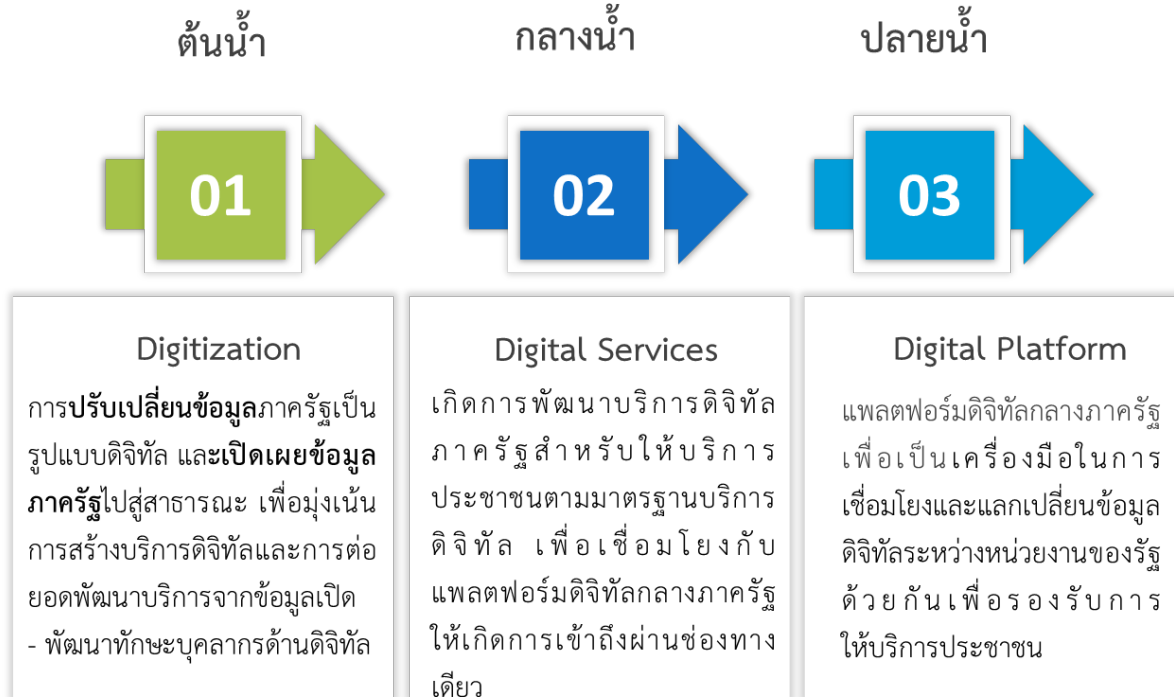 ต้นน้ำ
กลางน้ำ
ปลายน้ำ
01
02
03
Digitization
การปรับเปลี่ยนข้อมูลภาครัฐเป็น
รูปแบบดิจิทัล และเปิดเผยข้อมูล
ภาครัฐไปสู่สาธารณะ เพื่อมุ่งเน้น
การสร้างบริการดิจิทัลและการต่อ
ยอดพัฒนาบริการจากข้อมูลเปิด
- พัฒนาทักษะบุคลากรด้านดิจิทัล
Digital Services
เกิดการพัฒนาบริการดิจิทัล
ภาครัฐสำหรับให้บริการ
ประชาชนตามมาตรฐานบริการ
ดิจิทัล เพื่อเชื่อมโยงกับ
แพลตฟอร์มดิจิทัลกลางภาครัฐ
ให้เกิดการเข้าถึงผ่านช่องทาง
เดียว
Digital Platform
แพลตฟอร์มดิจิทัลกลางภาครัฐ
เพื่อเป็นเครื่องมือในการ
เชื่อมโยงและแลกเปลี่ยนข้อมูล
ดิจิทัลระหว่างหน่วยงานของรัฐ
ด้วยกันเพื่อรองรับการ
ให้บริการประชาชน